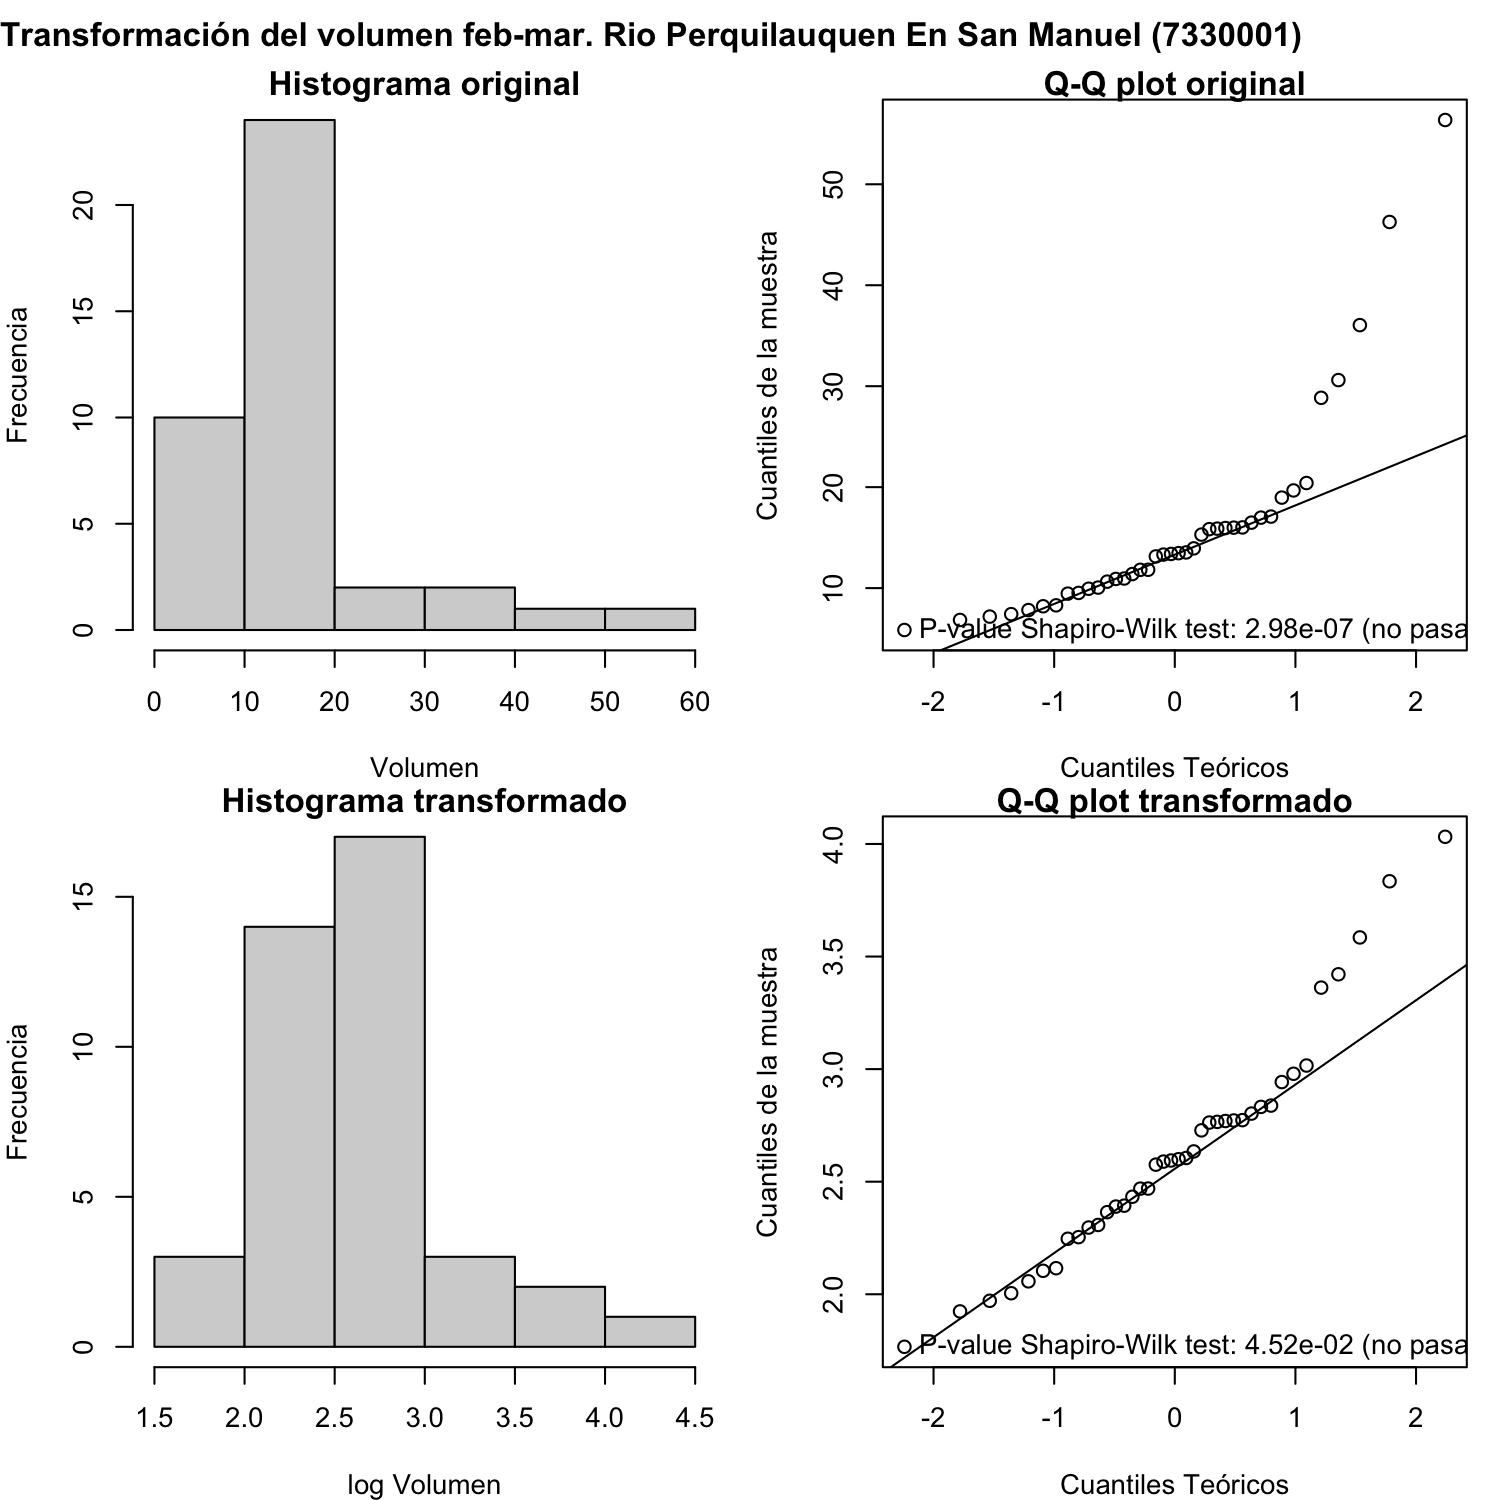 Transformación del volumen feb-mar. Rio Perquilauquen En San Manuel (7330001)
Histograma original
Frecuencia
0 5 10 15 20
0 10 20 30 40 50 60
Volumen
Q-Q plot original
Cuantiles de la muestra
10 20 30 40 50
P-value Shapiro-Wilk test: 2.98e-07 (no pasa
-2 -1 0 1 2
Cuantiles Teóricos
Histograma transformado
Frecuencia
0 5 10 15
1.5 2.0 2.5 3.0 3.5 4.0 4.5
log Volumen
Q-Q plot transformado
Cuantiles de la muestra
2.0 2.5 3.0 3.5 4.0
P-value Shapiro-Wilk test: 4.52e-02 (no pasa
-2 -1 0 1 2
Cuantiles Teóricos